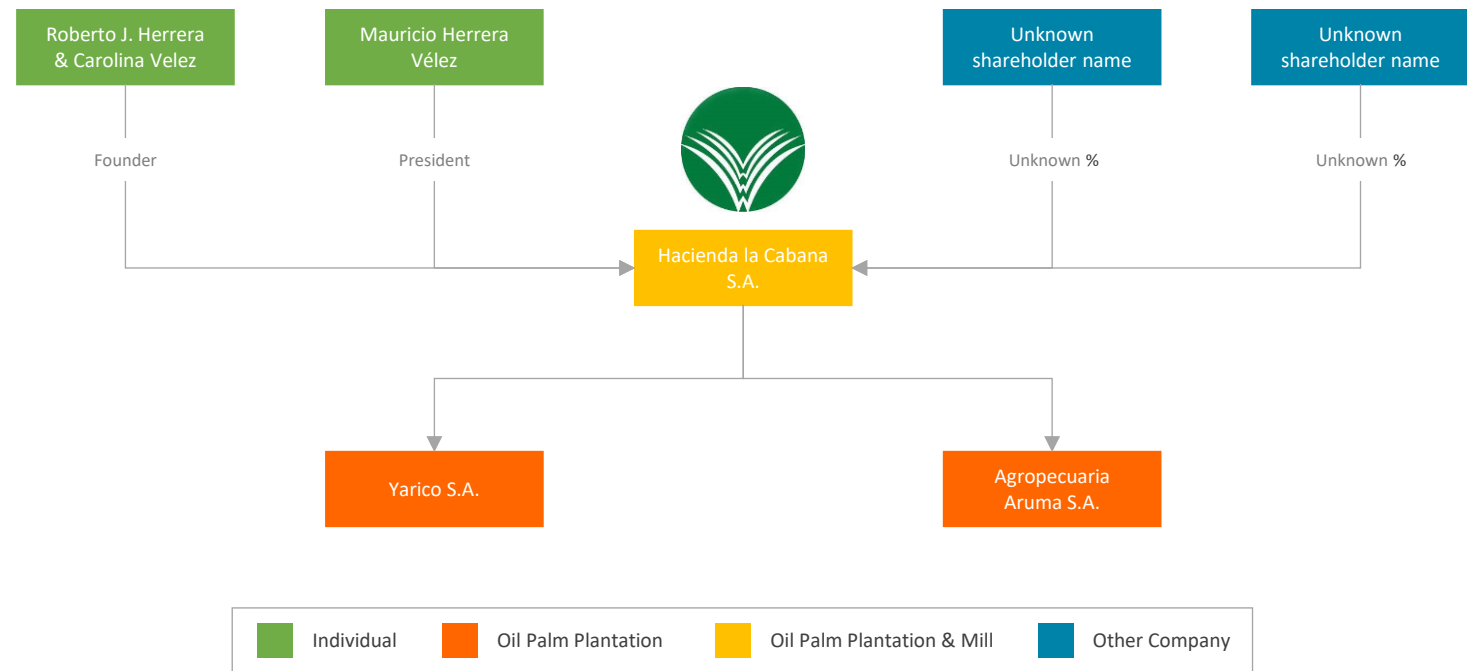 Roberto J. Herrera
& Carolina Velez
Mauricio Herrera
Vélez
Unknown
shareholder name
Unknown
shareholder name
Founder
President
Unknown %
Unknown %
Hacienda la Cabana
S.A.
Yarico S.A.
Agropecuaria
Aruma S.A.
Individual
Oil Palm Plantation
Oil Palm Plantation & Mill
Other Company